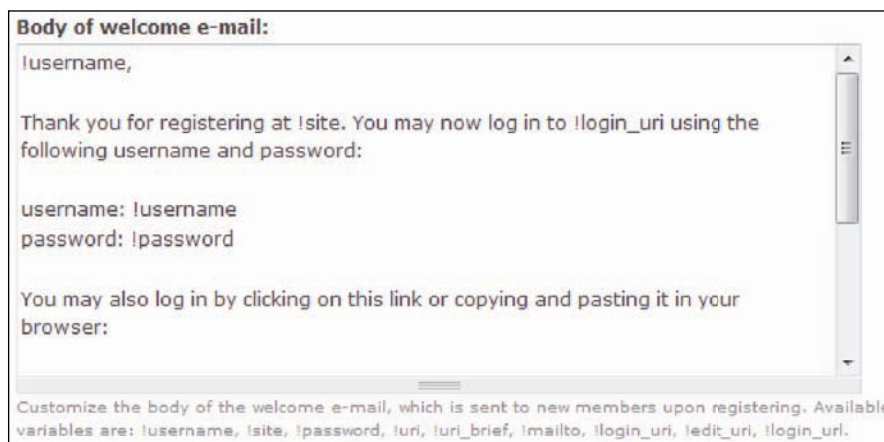 Body of welcome e-mail:
!username,
Thank you for registering at !site. You may now log in to !login_uri using the
following username and password:
username: !username
password: !password
You may also log in by clicking on this link or copying and pasting it in your
browser:
Customize the body of the welcome e-mail, which is sent to new members upon registering. Available
variables are: !username, !site, !password, !uri, !uri_brief, !mailto, !login_uri, !edit_uri, !login_url.